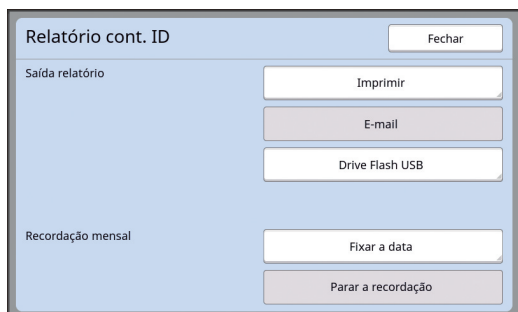 Relatório cont. ID
Fechar
Saída relatório
Imprimir
E-mail
Drive Flash USB
Recordação mensal
Fixar a data
Parar a recordação